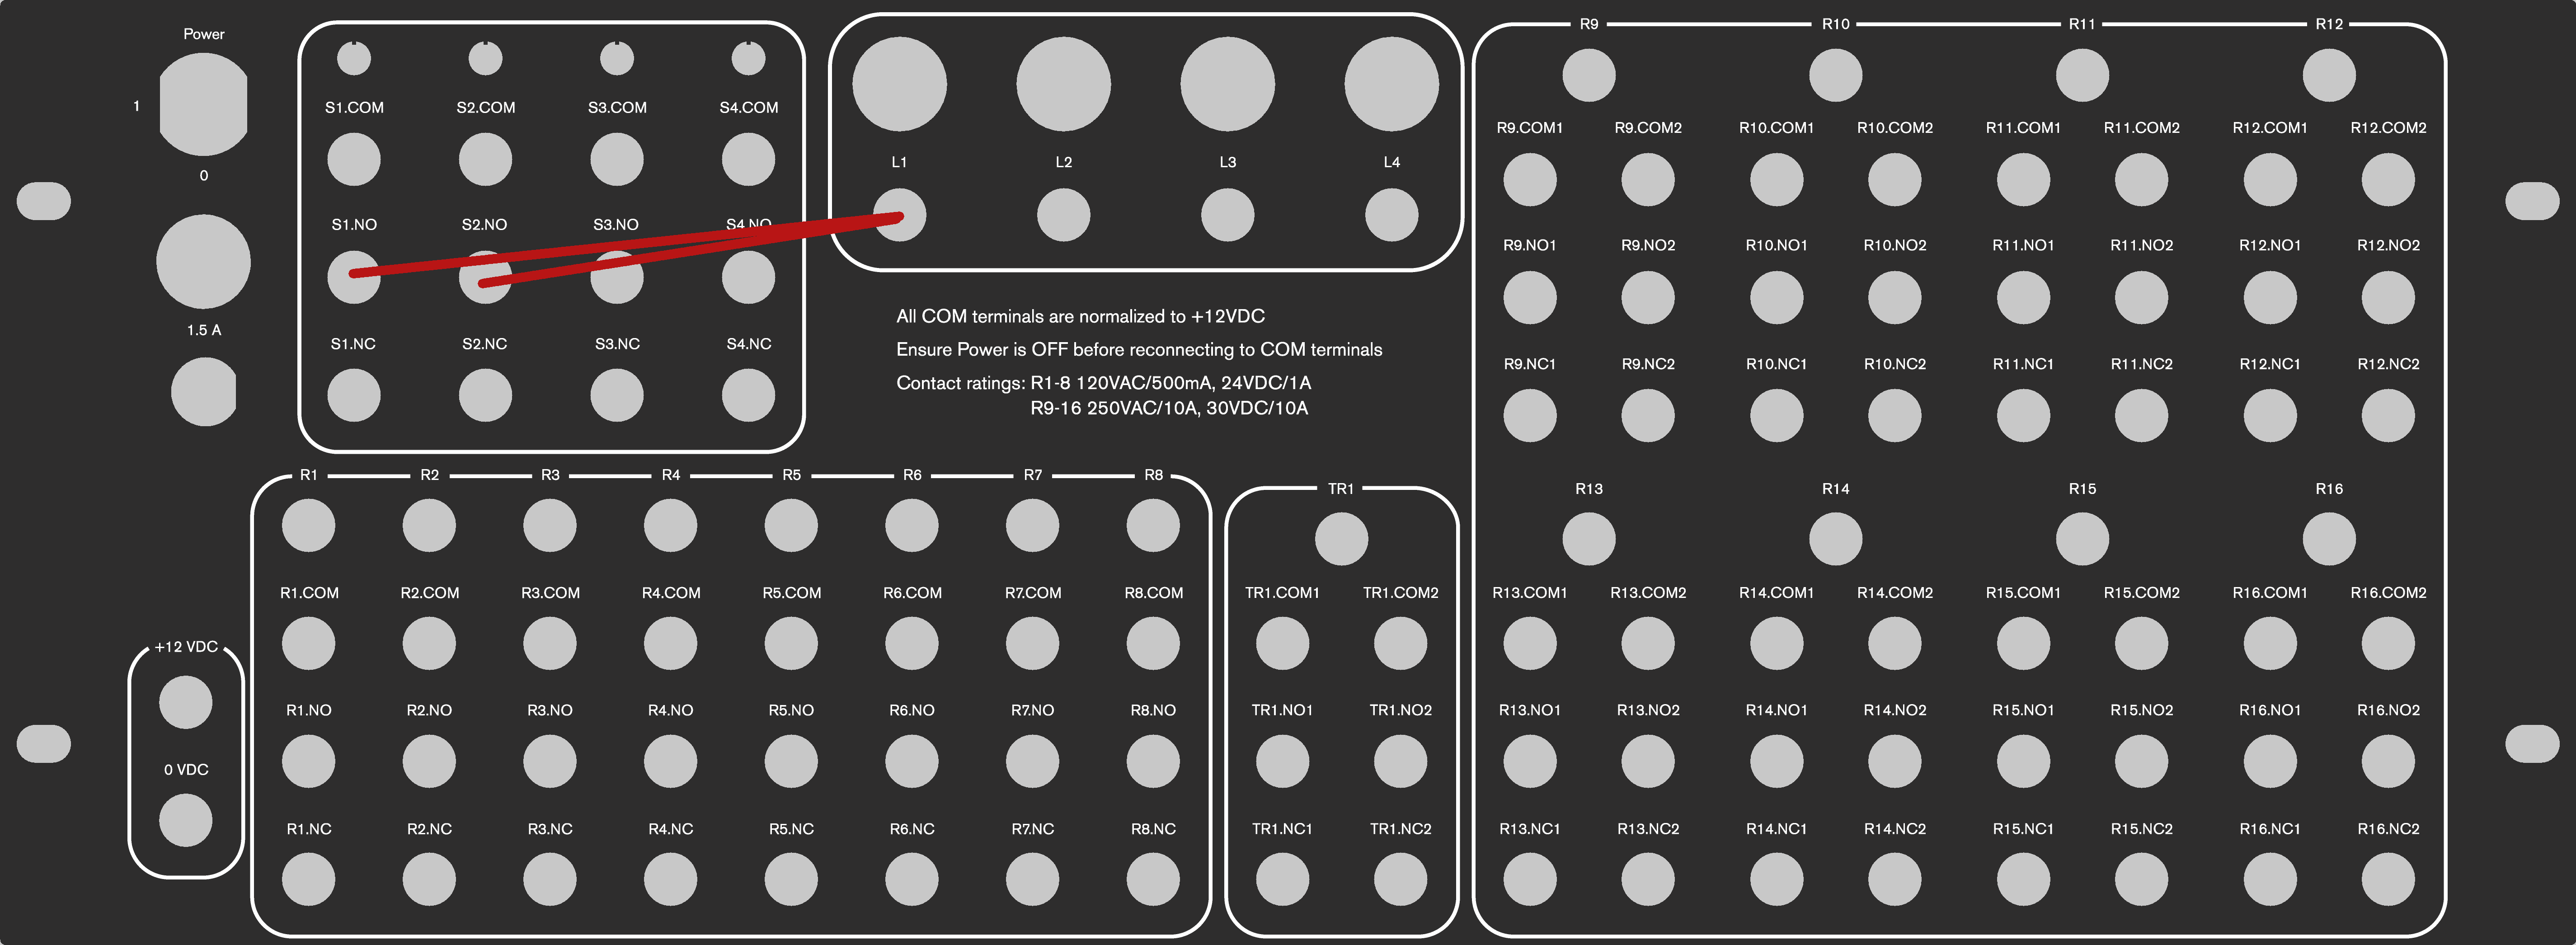 Power
1
0
1.5 A
S1.COM S2.COM S3.COM S4.COM
S1.NO S2.NO S3.NO S4.NO
S1.NC S2.NC S3.NC S4.NC
L1 L2 L3 L4
All COM terminals are normalized to +12VDC
Ensure Power is OFF before reconnecting to COM terminals
Contact ratings: R1-8 120VAC/500mA, 24VDC/1A
R9-16 250VAC/10A, 30VDC/10A
R9 R10 R11 R12
R9.COM1 R9.COM2 R10.COM1 R10.COM2 R11.COM1 R11.COM2 R12.COM1 R12.COM2
R9.NO1 R9.NO2 R10.NO1 R10.NO2 R11.NO1 R11.NO2 R12.NO1 R12.NO2
R9.NC1 R9.NC2 R10.NC1 R10.NC2 R11.NC1 R11.NC2 R12.NC1 R12.NC2
R13 R14 R15 R16
R13.COM1 R13.COM2 R14.COM1 R14.COM2 R15.COM1 R15.COM2 R16.COM1 R16.COM2
R13.NO1 R13.NO2 R14.NO1 R14.NO2 R15.NO1 R15.NO2 R16.NO1 R16.NO2
R13.NC1 R13.NC2 R14.NC1 R14.NC2 R15.NC1 R15.NC2 R16.NC1 R16.NC2
+12 VDC
0 VDC
R1 R2 R3 R4 R5 R6 R7 R8
R1.COM R2.COM R3.COM R4.COM R5.COM R6.COM R7.COM R8.COM
R1.NO R2.NO R3.NO R4.NO R5.NO R6.NO R7.NO R8.NO
R1.NC R2.NC R3.NC R4.NC R5.NC R6.NC R7.NC R8.NC
TR1
TR1.COM1 TR1.COM2
TR1.NO1 TR1.NO2
TR1.NC1 TR1.NC2